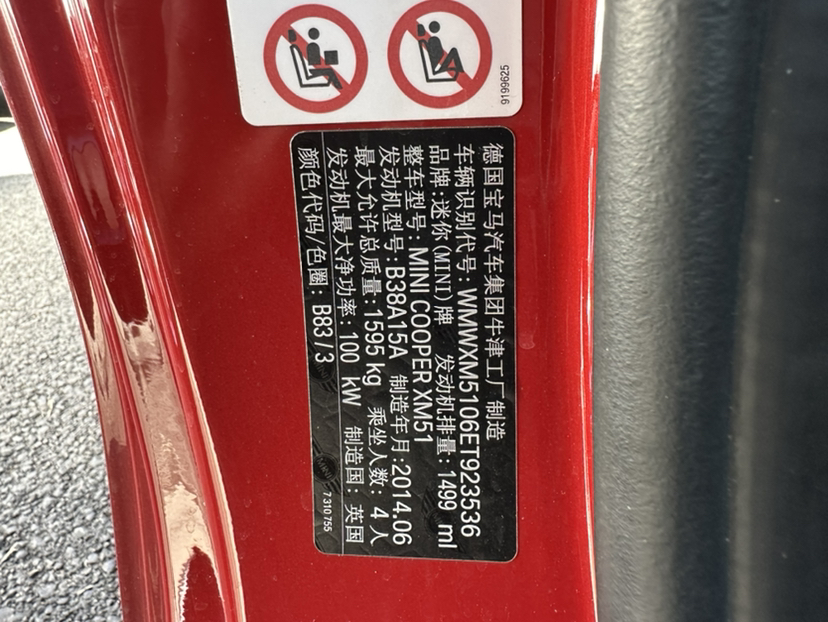 9199625
德国宝马汽车集团牛津工厂 制造
车辆识别代号: WMWXM5106ET923536
品牌:迷你(MINI)牌 发动机排量:1499 ml
整车型号: MINI COOPER XM51
发动机型号:B38A15A 制造年月:2014.06
最大允许总质量:1595 kg 乘坐人数: 4 人
发动机最大净功率:100 kW 制造国: 英国
颜色代码/色圈: B83/3
7 310 755